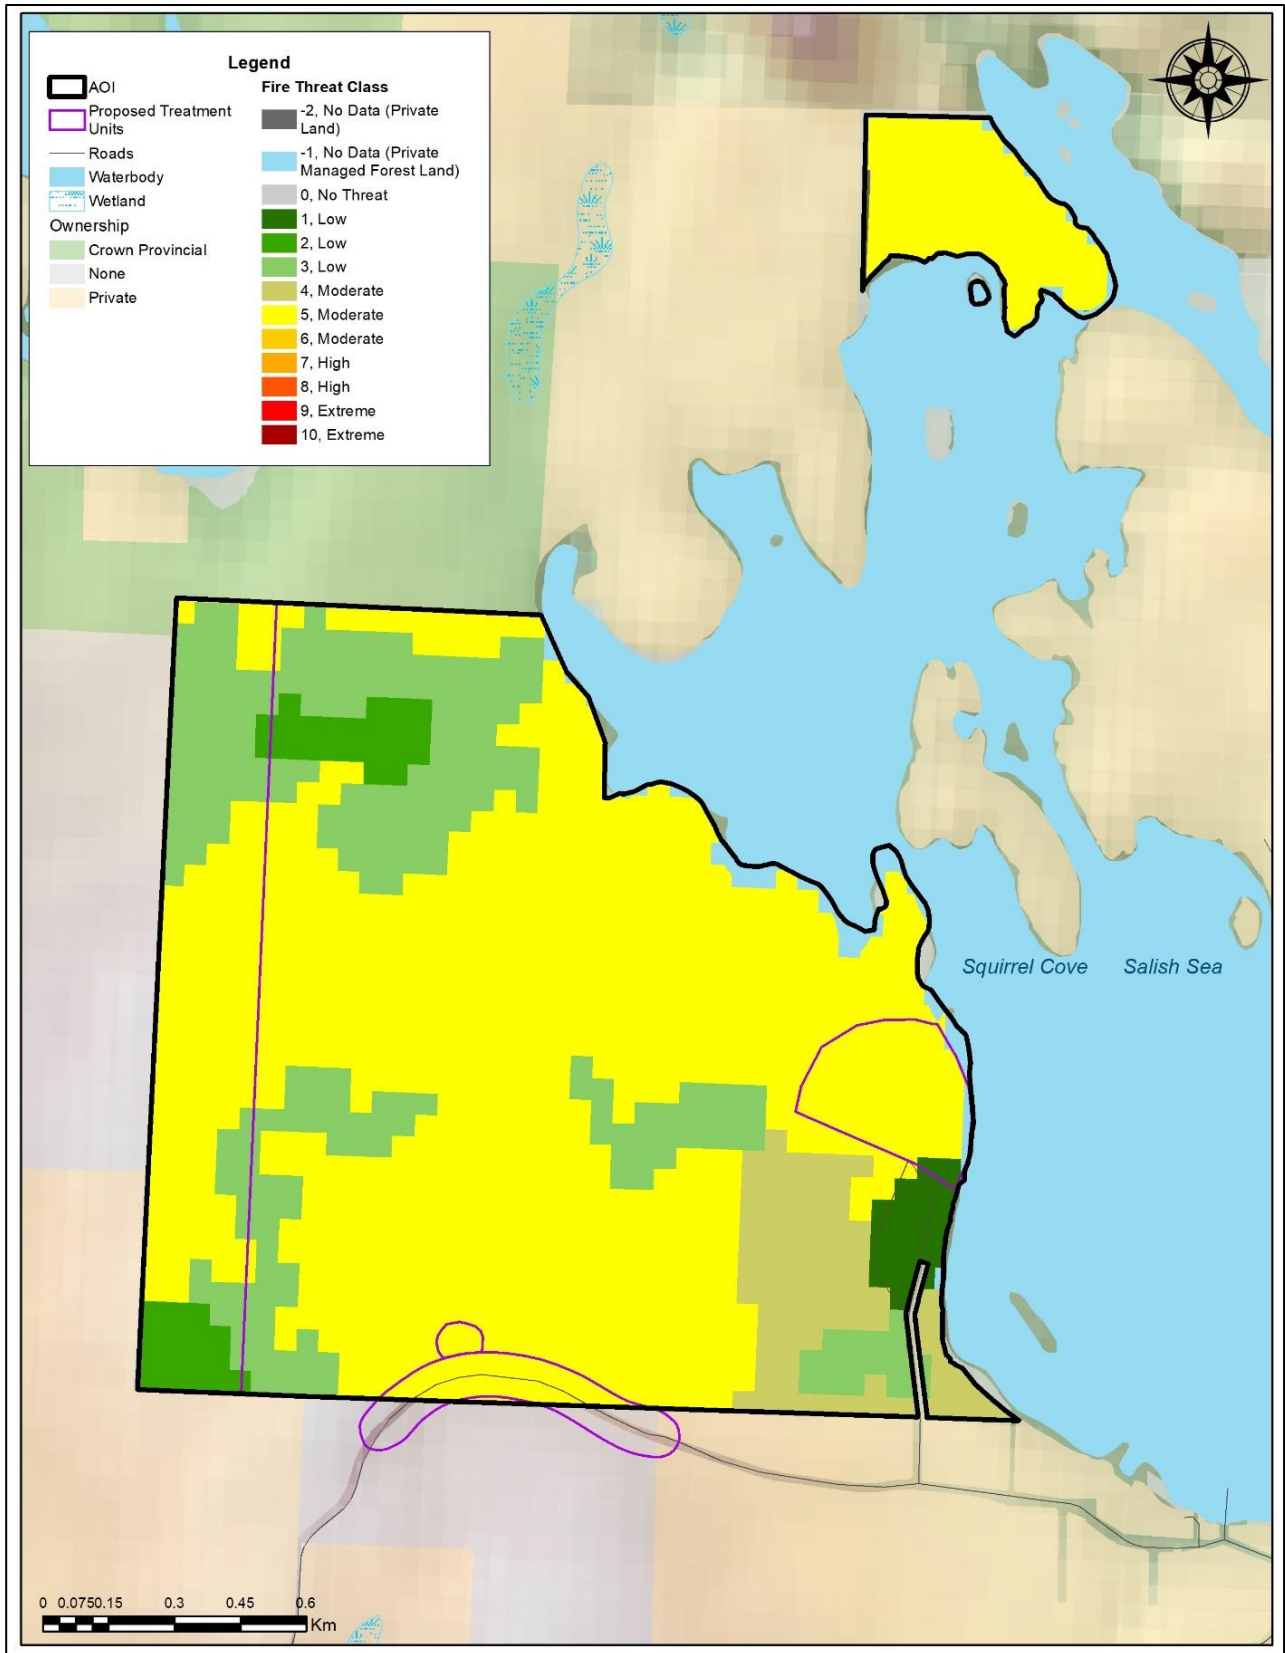 Legend
AOI
Proposed Treatment
Units
Roads
Waterbody
Wetland
Ownership
Crown Provincial
None
Private
Fire Threat Class
-2, No Data (Private
Land)
-1, No Data (Private
Managed Forest Land)
0, No Threat
1, Low
2, Low
3, Low
4, Moderate
5, Moderate
6, Moderate
7, High
8, High
9, Extreme
10, Extreme
Squirrel Cove Salish Sea
0 0.0750.15 0.3 0.45 0.6
Km